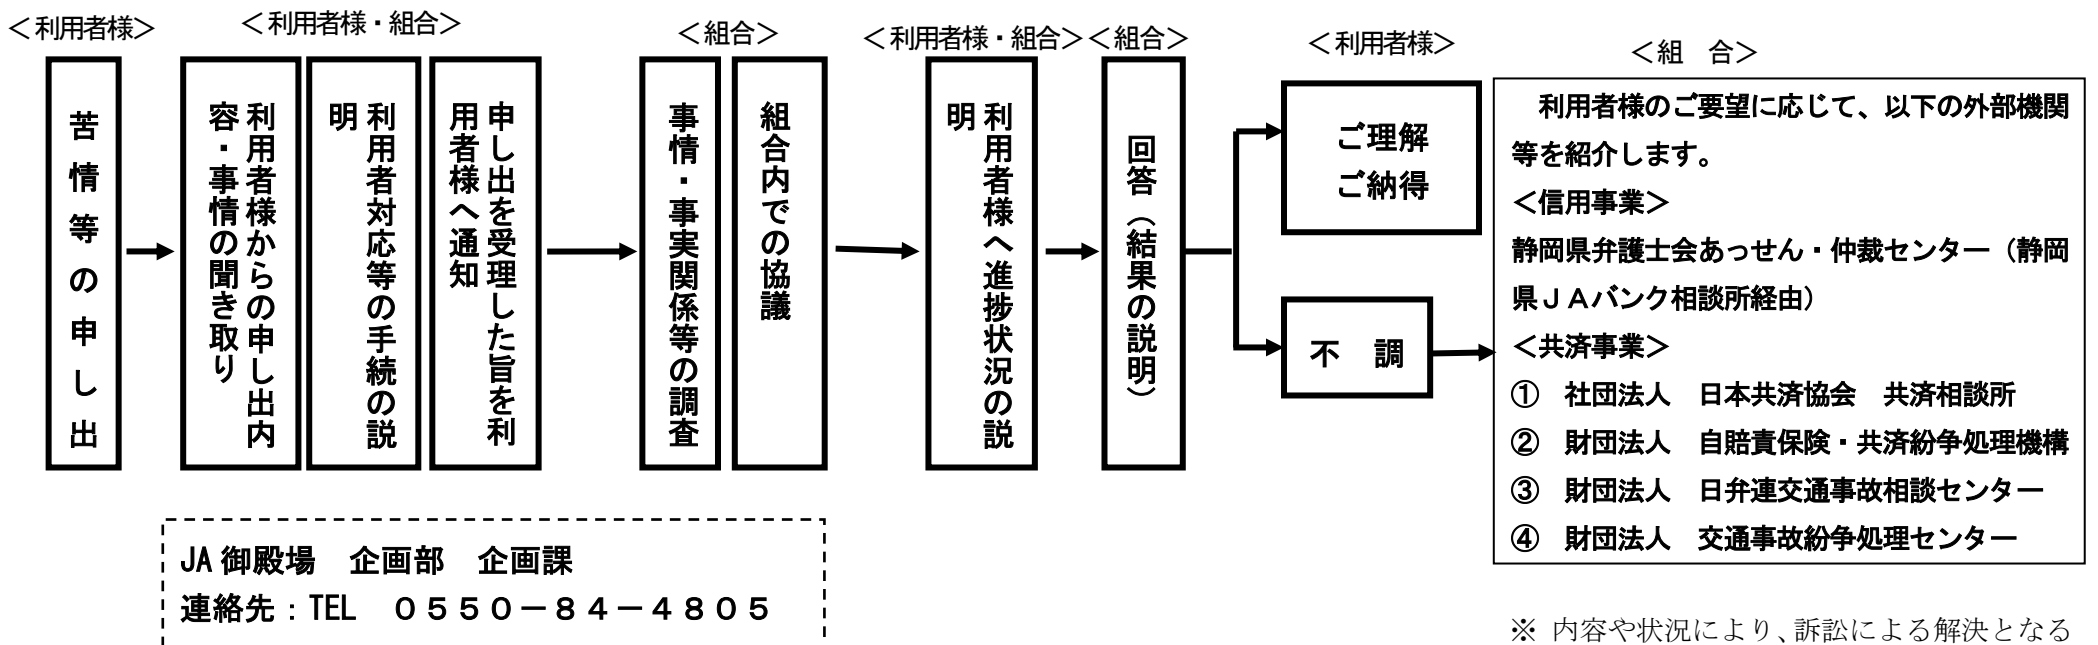 ＜利用者様＞
苦情等の申し出
＜利用者様・組合＞
利用者様からの申し出内
容・事情の聞き取り
利用者対応等の手続の説
明
申し出を受理した旨を利
用者様へ通知
＜組合＞
事情・事実関係等の調査
組合内での協議
＜利用者様・組合＞
利用者様へ進捗状況の説
明
＜組合＞
回答（結果の説明）
＜利用者様＞
ご理解
ご納得
不　調
＜組　合＞
利用者様のご要望に応じて、以下の外部機関
等を紹介します。
＜信用事業＞
静岡県弁護士会あっせん・仲裁センター（静岡
県ＪＡバンク相談所経由）
＜共済事業＞
①　社団法人　日本共済協会　共済相談所
②　財団法人　自賠責保険・共済紛争処理機構
③　財団法人　日弁連交通事故相談センター
④　財団法人　交通事故紛争処理センター
JA 御殿場　企画部　企画課
連絡先：TEL　０５５０－８４－４８０５
※ 内容や状況により、訴訟による解決となる